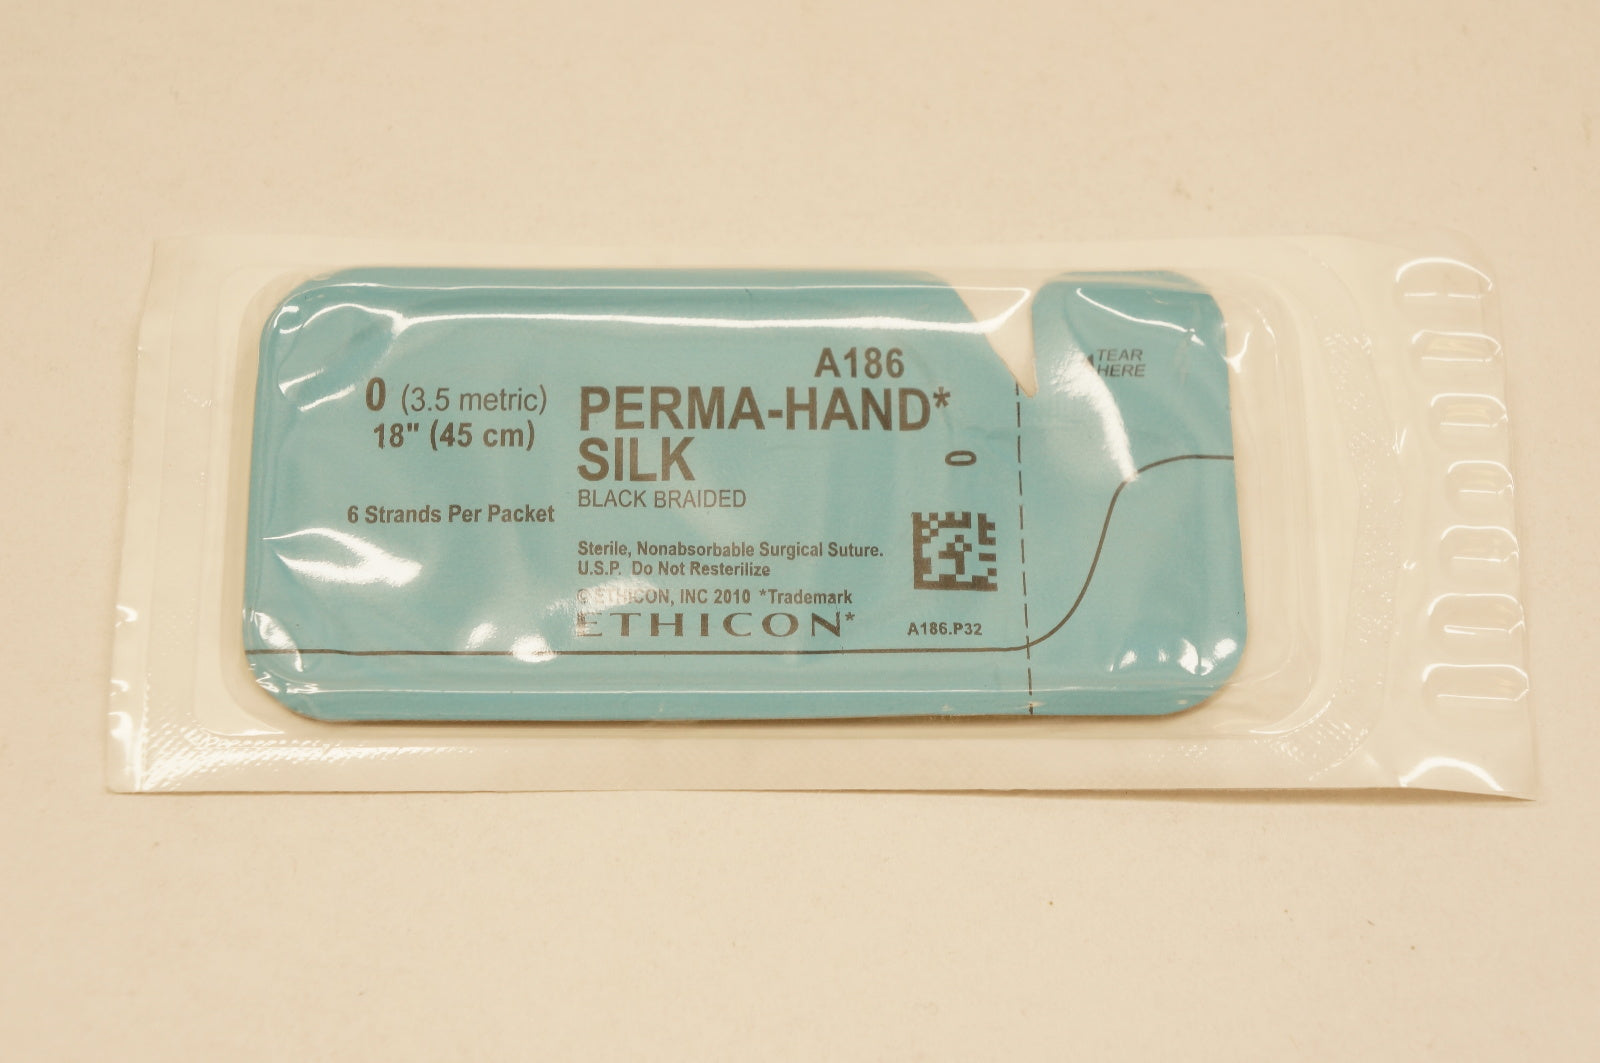 A186
0 (3.5 metric)
18" (45 cm)
6 Strands Per Packet
PERMA-HAND*
SILK
BLACK BRAIDED
0
Sterile, Nonabsorbable Surgical Suture.
U.S.P. Do Not Resterilize
© ETHICON, INC 2010 *Trademark
ETHICON*
A186.P32
TEAR
HERE